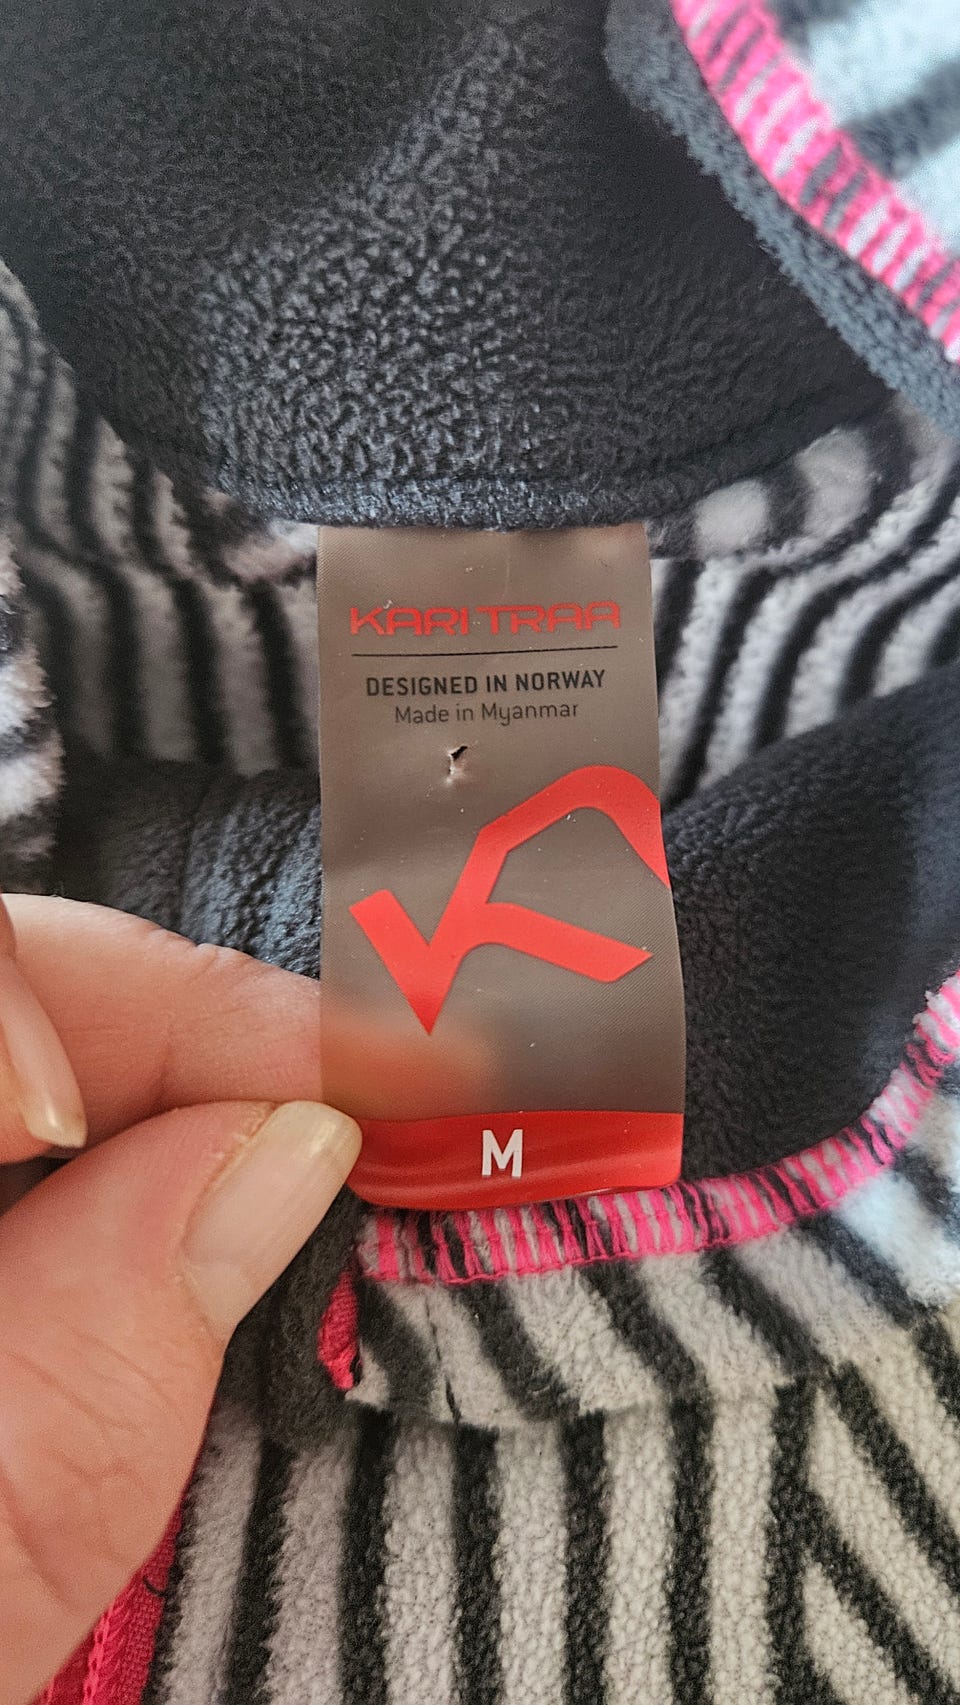 KARI TRAA
DESIGNED IN NORWAY
Made in Myanmar
M